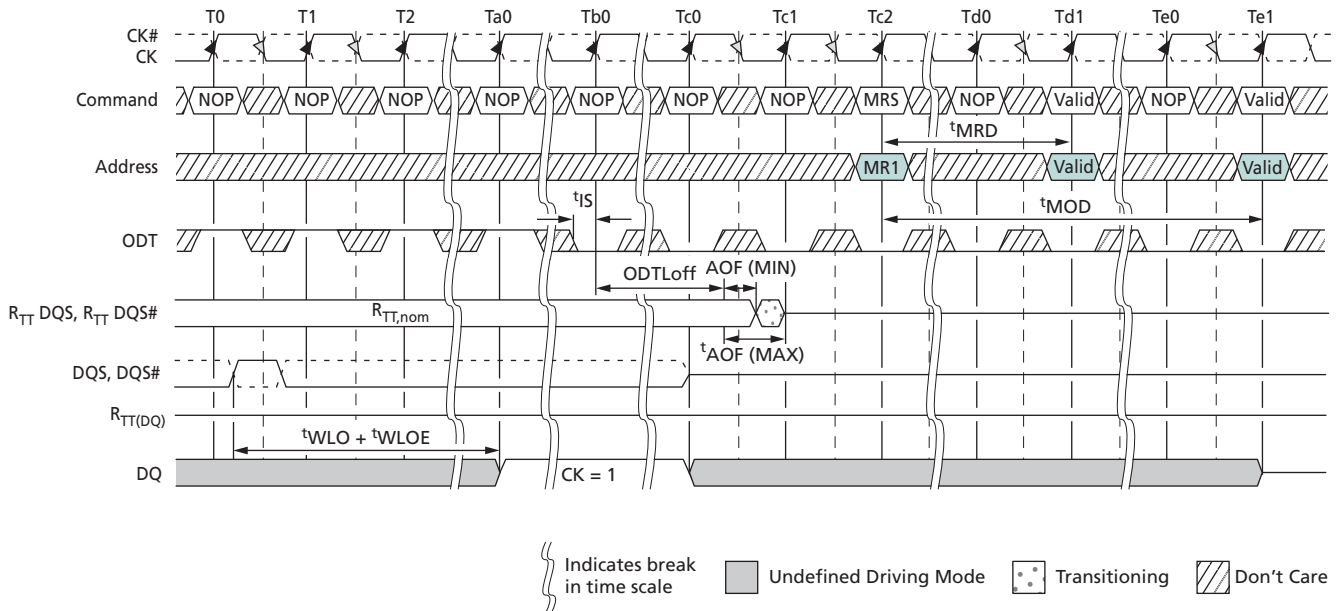 T0 T1 T2 Ta0 Tb0 Tc0 Tc1 Tc2 Td0 Td1 Te0 Te1
CK#
CK
Command NOP NOP NOP NOP NOP NOP NOP MRS NOP Valid NOP Valid
tMRD
Address MR1 Valid Valid
tIS
tMOD
ODT
ODTLoff AOF (MIN)
RTT DQS, RTT DQS# RTT,nom
tAOF (MAX)
DQS, DQS#
RTT(DQ)
tWLO + tWLOE
DQ CK = 1
Indicates break
in time scale
Undefined Driving Mode Transitioning Don't Care